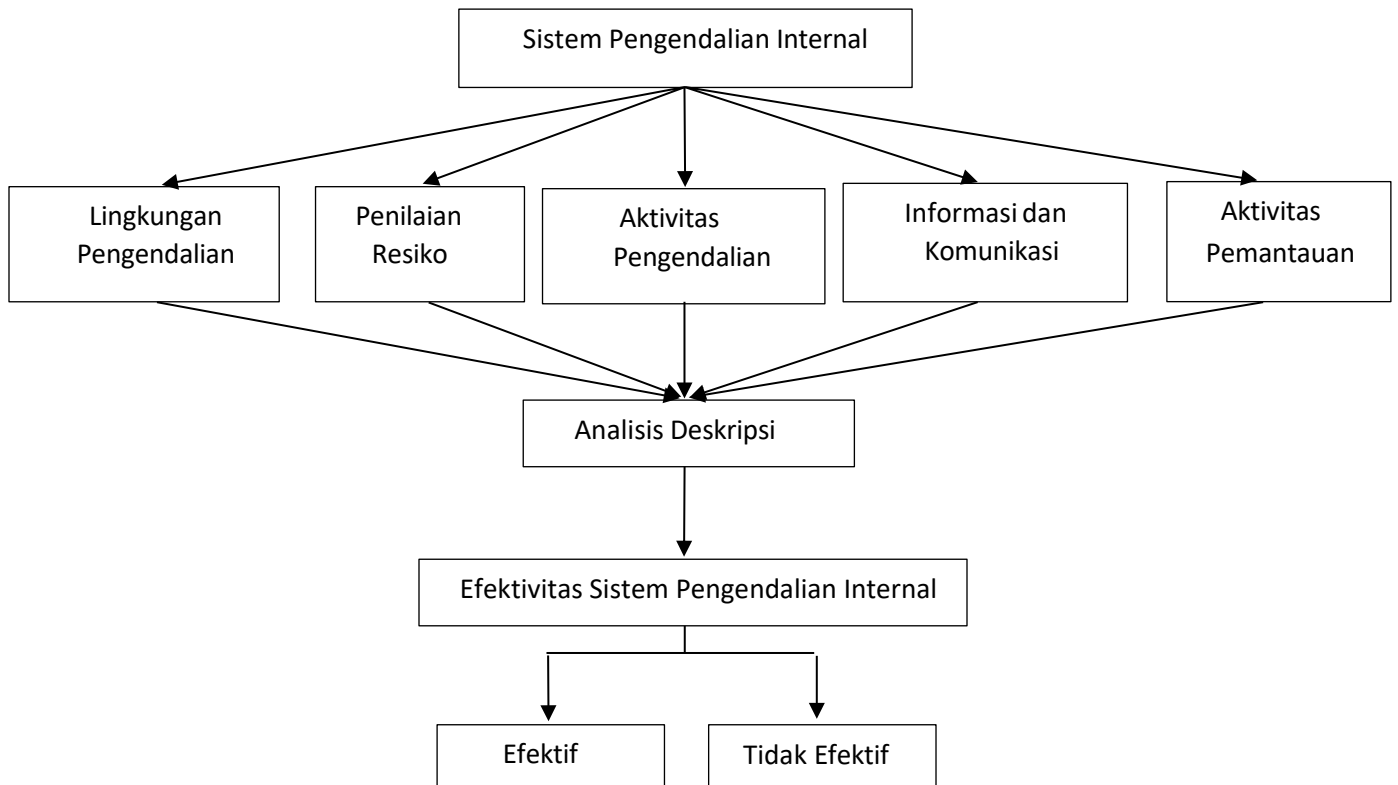 Sistem Pengendalian Internal
Lingkungan
Pengendalian
Penilaian
Resiko
Aktivitas
Pengendalian
Informasi dan
Komunikasi
Aktivitas
Pemantauan
Analisis Deskripsi
Efektivitas Sistem Pengendalian Internal
Efektif
Tidak Efektif